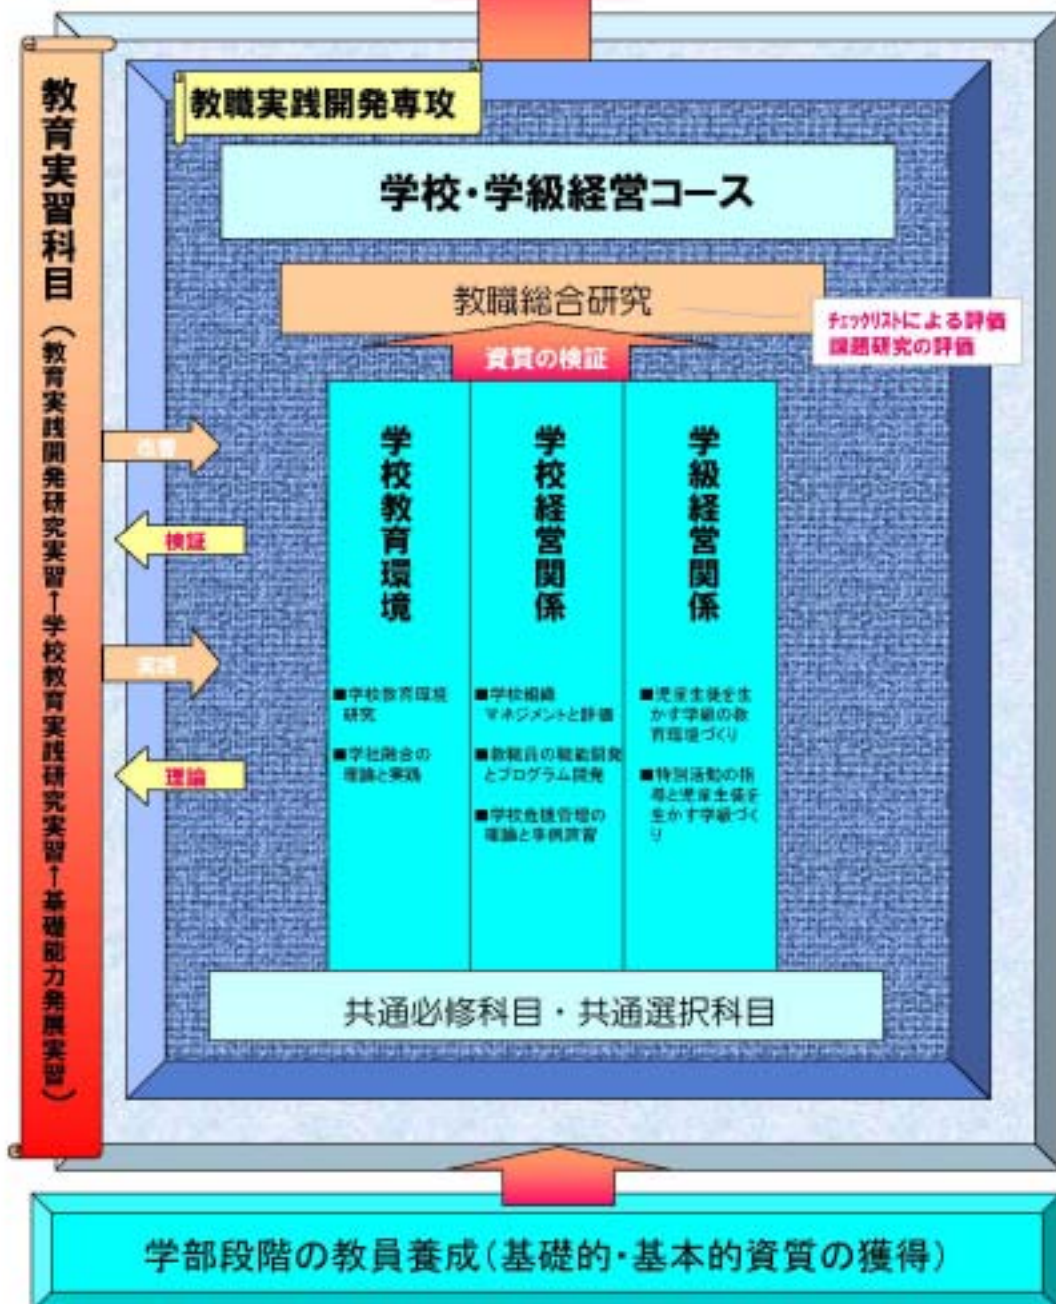 教職実践開発専攻
学校・学級経営コース
教職総合研究
チェックリストによる評価
課題研究の評価
資質の検証
教育実習科目(教育実践開発研究実習↑学校教育実践研究実習↑基礎能力発展実習)
改善
検証
実践
理論
学校教育環境
■学校教育環境
研究
■学社融合の
理論と実践
学校経営関係
■学校組織
マネジメントと評価
■教職員の職能開発
とプログラム開発
■学校危機管理の
理論と事例演習
学級経営関係
■児童生徒を生
かす学級の教
育環境づくり
■特別活動の指
導と児童生徒を
生かす学級づく
り
共通必修科目・共通選択科目
学部段階の教員養成(基礎的・基本的資質の獲得)